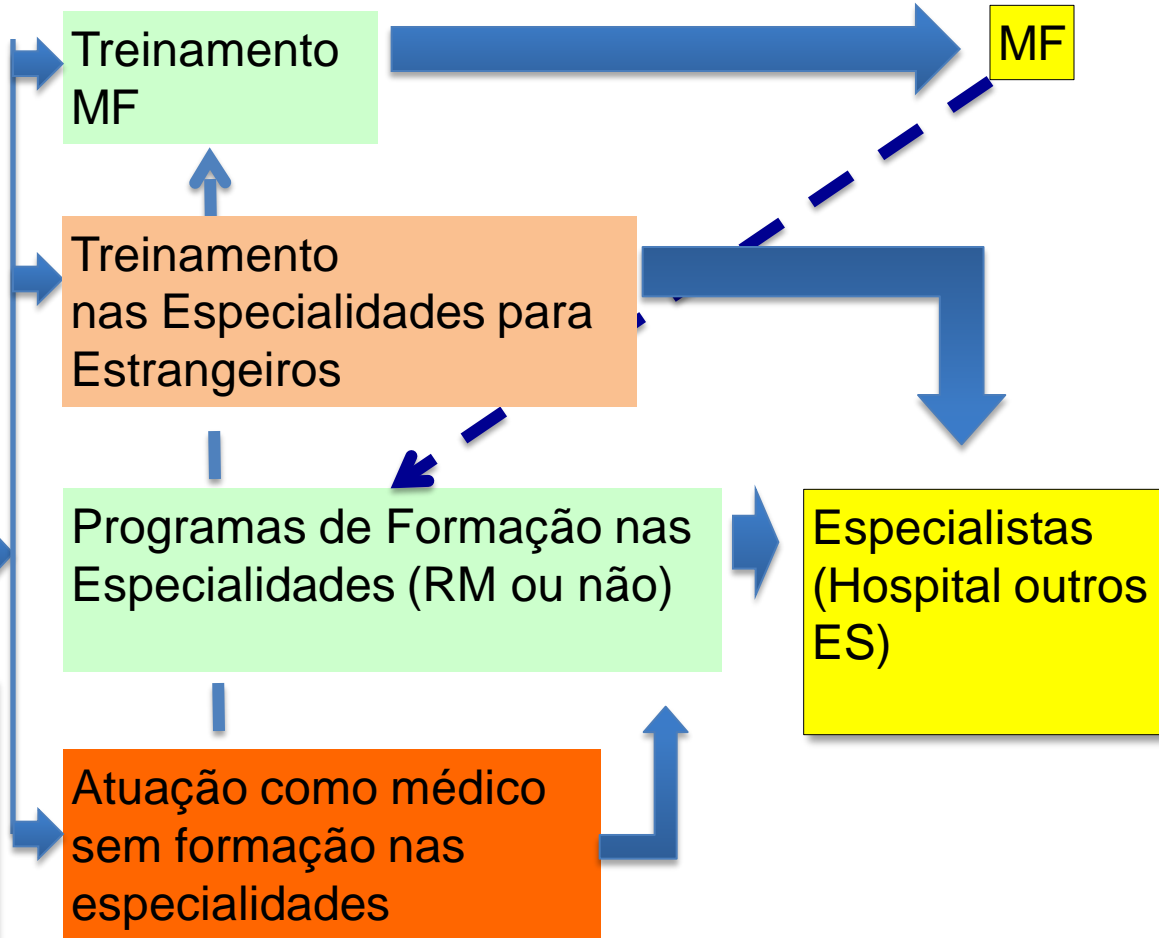 Treinamento
MF
MF
Treinamento
nas Especialidades para
Estrangeiros
Programas de Formação nas
Especialidades (RM ou não)
Especialistas
(Hospital outros
ES)
Atuação como médico
sem formação nas
especialidades